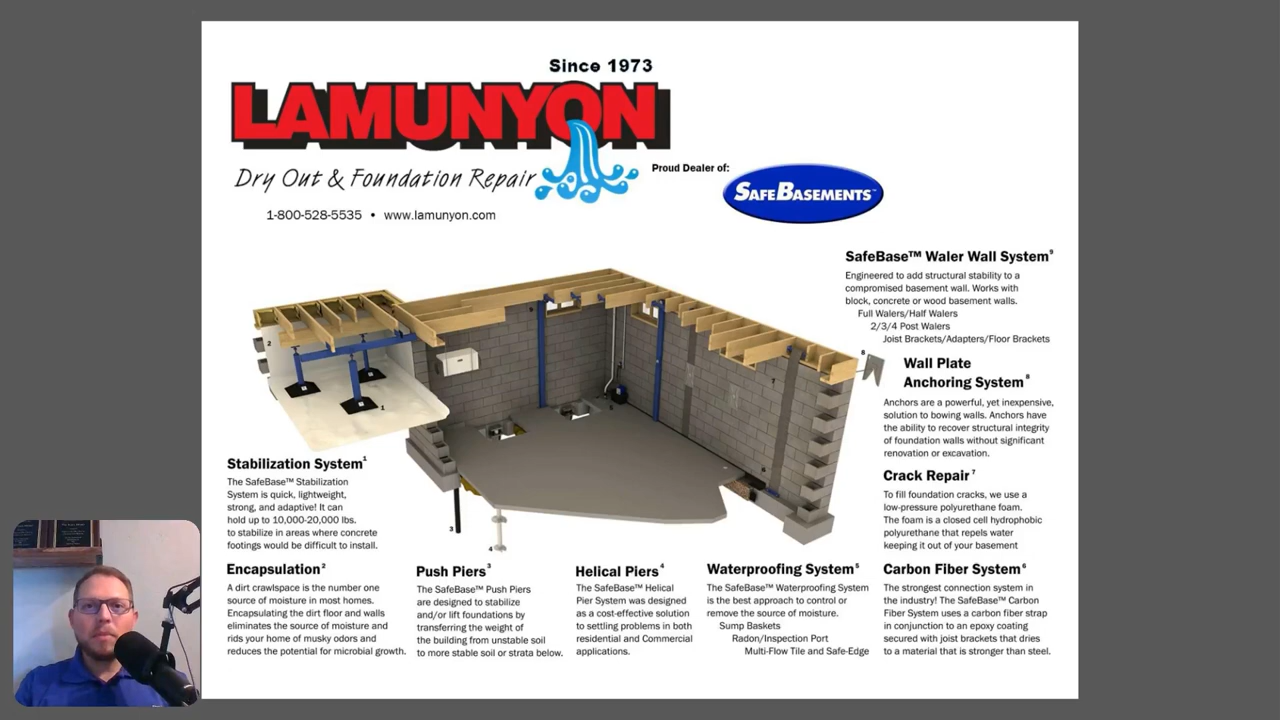 Since 1973
LAMUNYON
Dry Out & Foundation Repair
Proud Dealer of:
SAFEBASEMENTS™
1-800-528-5535 • www.lamunyon.com
SafeBase™ Waler Wall System⁹
Engineered to add structural stability to a
compromised basement wall. Works with
block, concrete or wood basement walls.
Full Walers/Half Walers
2/3/4 Post Walers
Joist Brackets/Adapters/Floor Brackets
Wall Plate
Anchoring System⁸
Anchors are a powerful, yet inexpensive,
solution to bowing walls. Anchors have
the ability to recover structural integrity
of foundation walls without significant
renovation or excavation.
Crack Repair⁷
To fill foundation cracks, we use a
low-pressure polyurethane foam.
The foam is a closed cell hydrophobic
polyurethane that repels water
keeping it out of your basement
Stabilization System¹
The SafeBase™ Stabilization
System is quick, lightweight,
strong, and adaptive! It can
hold up to 10,000-20,000 lbs.
to stabilize in areas where concrete
footings would be difficult to install.
Encapsulation²
A dirt crawlspace is the number one
source of moisture in most homes.
Encapsulating the dirt floor and walls
eliminates the source of moisture and
rids your home of musky odors and
reduces the potential for microbial growth.
Push Piers³
The SafeBase™ Push Piers
are designed to stabilize
and/or lift foundations by
transferring the weight of
the building from unstable soil
to more stable soil or strata below.
Helical Piers⁴
The SafeBase™ Helical
Pier System was designed
as a cost-effective solution
to settling problems in both
residential and Commercial
applications.
Waterproofing System⁵
The SafeBase™ Waterproofing System
is the best approach to control or
remove the source of moisture.
Sump Baskets
Radon/Inspection Port
Multi-Flow Tile and Safe-Edge
Carbon Fiber System⁶
The strongest connection system in
the industry! The SafeBase™ Carbon
Fiber System uses a carbon fiber strap
in conjunction to an epoxy coating
secured with joist brackets that dries
to a material that is stronger than steel.